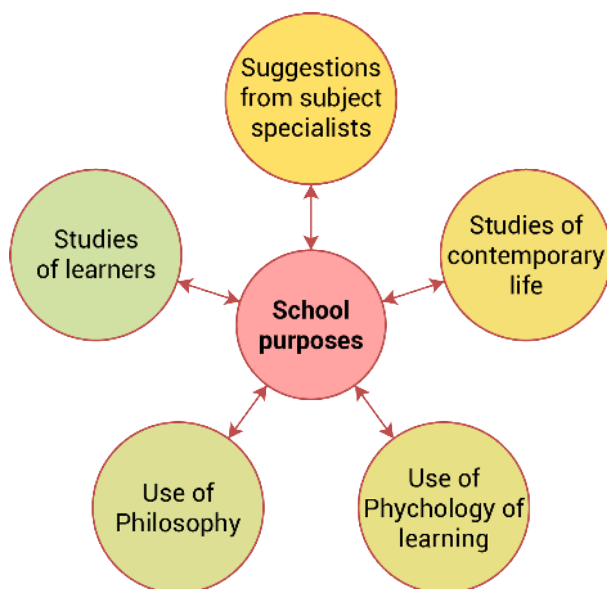 Suggestions
from subject
specialists
Studies
of learners
Studies of
contemporary
life
School
purposes
Use of
Philosophy
Use of
Phychology of
learning